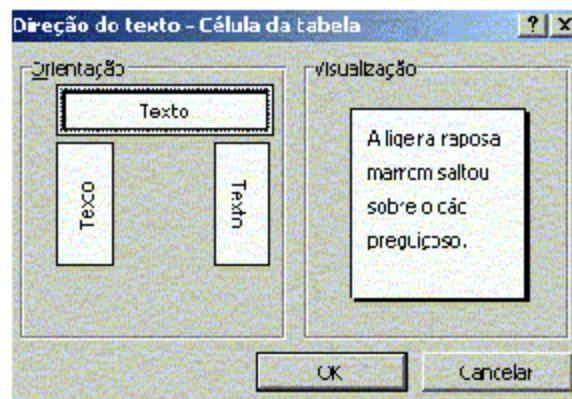 Direção do texto - Célula da tabela
Orientação
Visualização
Texto
Texto
Texto
A ligeira raposa
marrom saltou
sobre o cão
preguiçoso.
OK
Cancelar